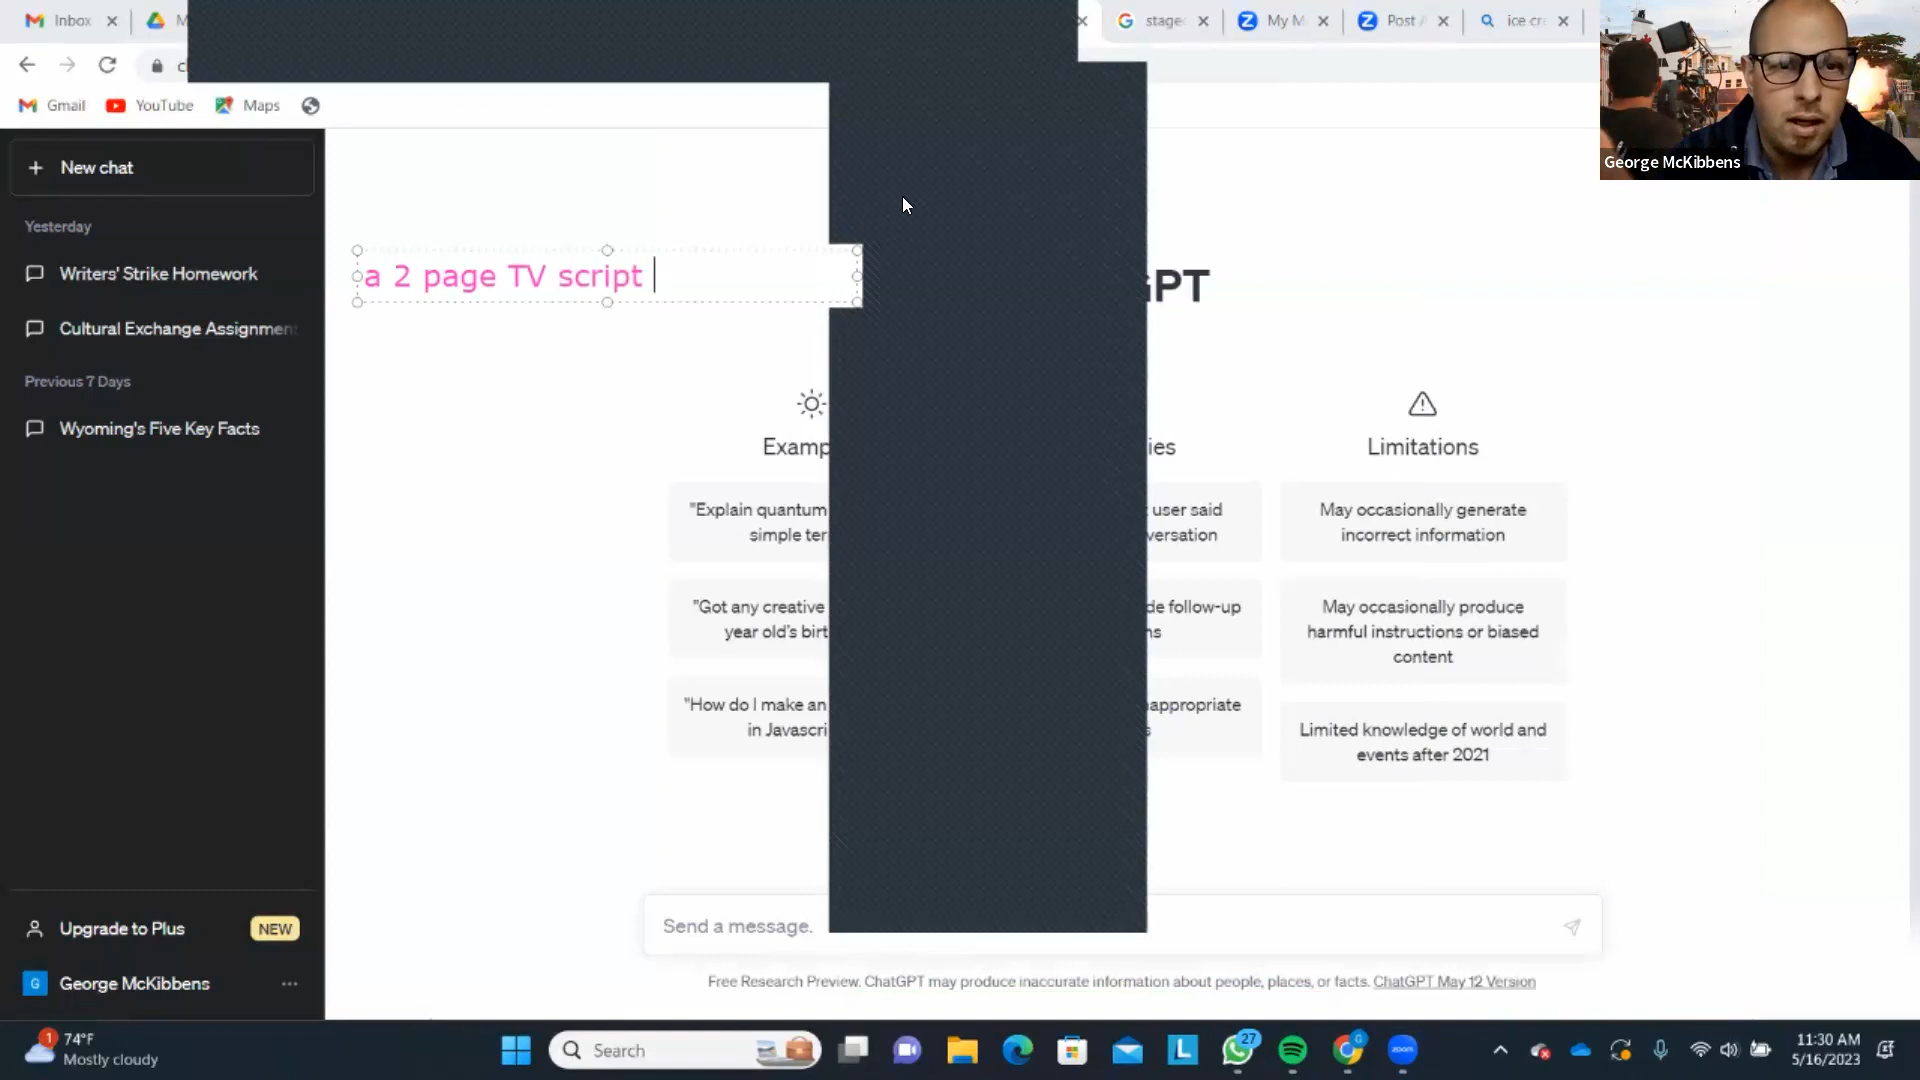 Inbox
stage
My M
Post
ice cr
Gmail YouTube Maps
New chat
Yesterday
Writers' Strike Homework
Cultural Exchange Assignmen
Previous 7 Days
Wyoming's Five Key Facts
Upgrade to Plus NEW
G George McKibbens
a 2 page TV script
GPT
Examp
"Explain quantum
simple ter
"Got any creative
year old's birt
"How do I make an
in Javascri
ies
user said
versation
de follow-up
ns
appropriate
s
Limitations
May occasionally generate
incorrect information
May occasionally produce
harmful instructions or biased
content
Limited knowledge of world and
events after 2021
Send a message.
Free Research Preview. ChatGPT may produce inaccurate information about people, places, or facts. ChatGPT May 12 Version
George McKibbens
1 74°F
Mostly cloudy
Search
L
27
zoom
11:30 AM
5/16/2023